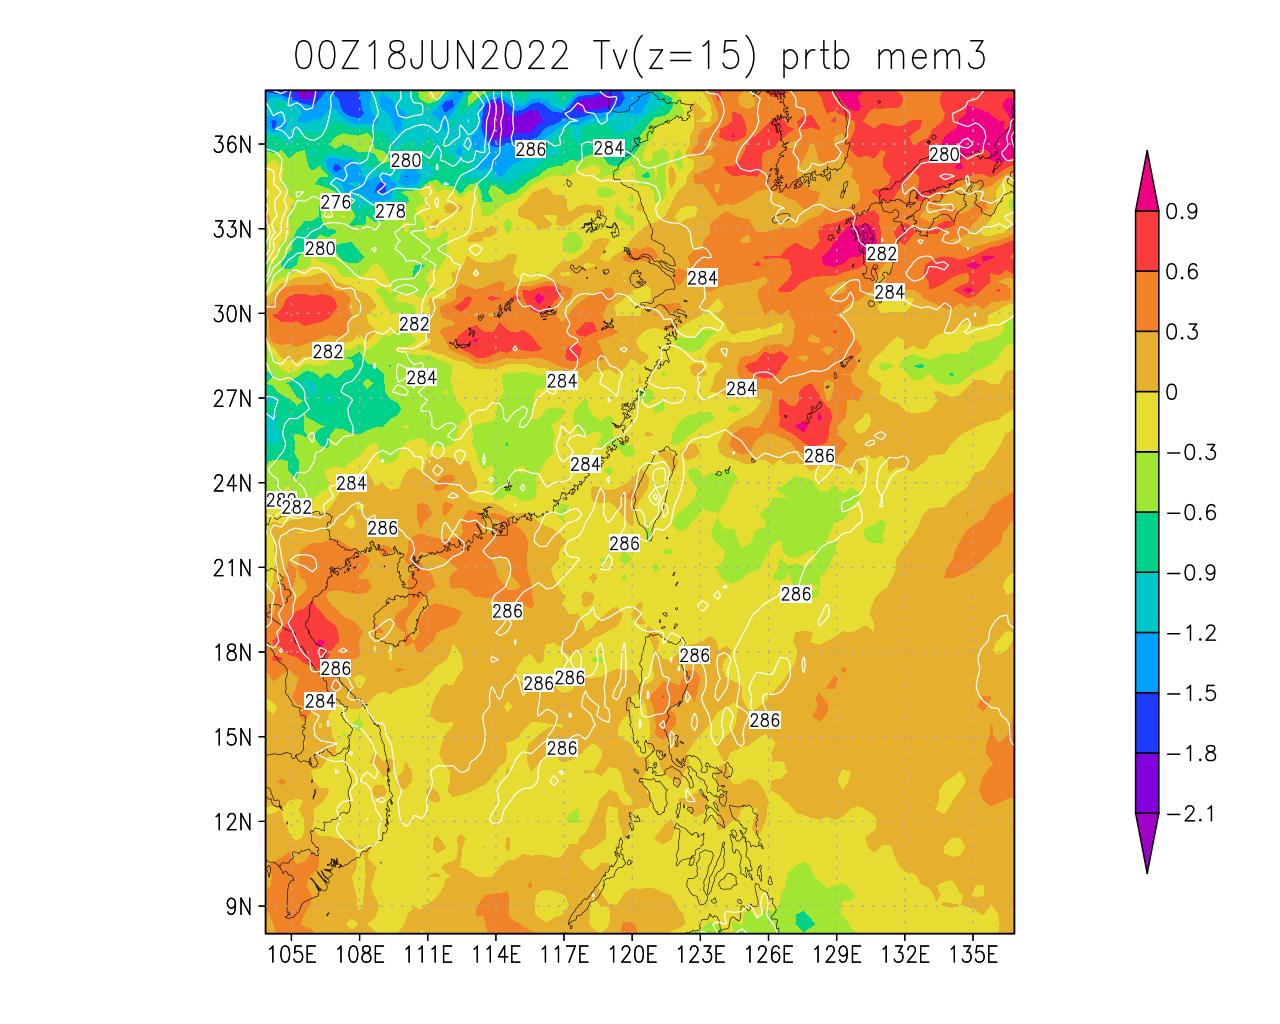 00Z18JUN2022 Tv(z=15) prtb mem3
36N
33N
30N
27N
24N
21N
18N
15N
12N
9N
105E 108E 111E 114E 117E 120E 123E 126E 129E 132E 135E
0.9
0.6
0.3
0
−0.3
−0.6
−0.9
−1.2
−1.5
−1.8
−2.1
286 284
280 280
276 278
280 282
284 284
282
282
284 284 284
286
284
284
282
286
286
286
286
286
286
286 286
284
286
286